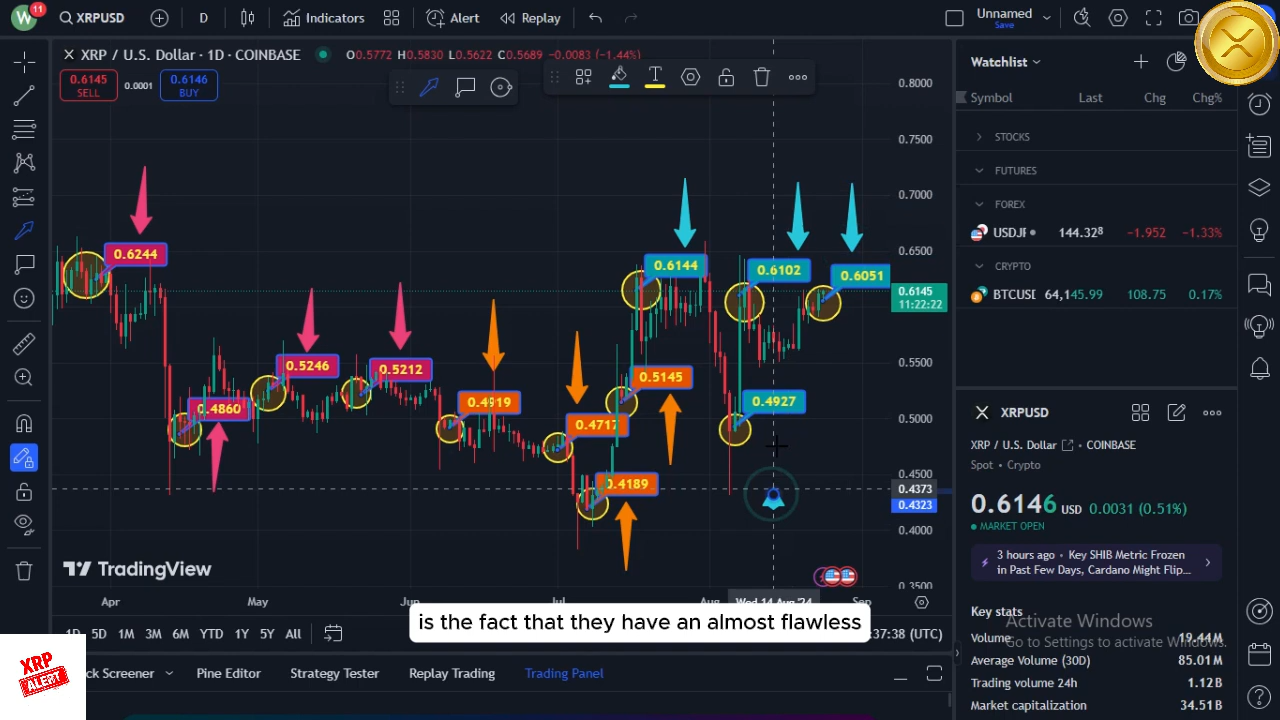 W 11 XRPUSD D Indicators Alert Replay Unnamed
Save
XRP / U.S. Dollar · 1D · COINBASE O0.5772 H0.5830 L0.5622 C0.5689 −0.0083 (−1.44%)
0.6145
SELL
0.0001
0.6146
BUY
T
Watchlist
Symbol Last Chg Chg%
STOCKS
FUTURES
FOREX
144.328 −1.952 −1.33%
CRYPTO
64,145.99 108.75 0.17%
0.8000
0.7500
0.7000
0.6500
0.6145
11:22:22
0.5500
0.5000
0.4500
0.4373
0.4323
0.4000
0.3500
0.6244
0.4860
0.5246
0.5212
0.4919
0.4717
0.4189
0.5145
0.6144
0.6102
0.4927
0.6051
TradingView
Apr May Jun Jul Aug Wed 14 Aug '24 Sep
XRPUSD
XRP / U.S. Dollar COINBASE
Spot • Crypto
0.6146 USD 0.0031 (0.51%)
MARKET OPEN
3 hours ago • Key SHIB Metric Frozen
in Past Few Days, Cardano Might Flip...
Key stats
Volume 19.44M
Average Volume (30D) 85.01M
Trading volume 24h 1.12B
Market capitalization 34.51B
Activate Windows
Go to Settings to activate Windows.
1D 5D 1M 3M 6M YTD 1Y 5Y All
:37:38 (UTC)
is the fact that they have an almost flawless
ck Screener Pine Editor Strategy Tester Replay Trading Trading Panel
XRP
ALERT